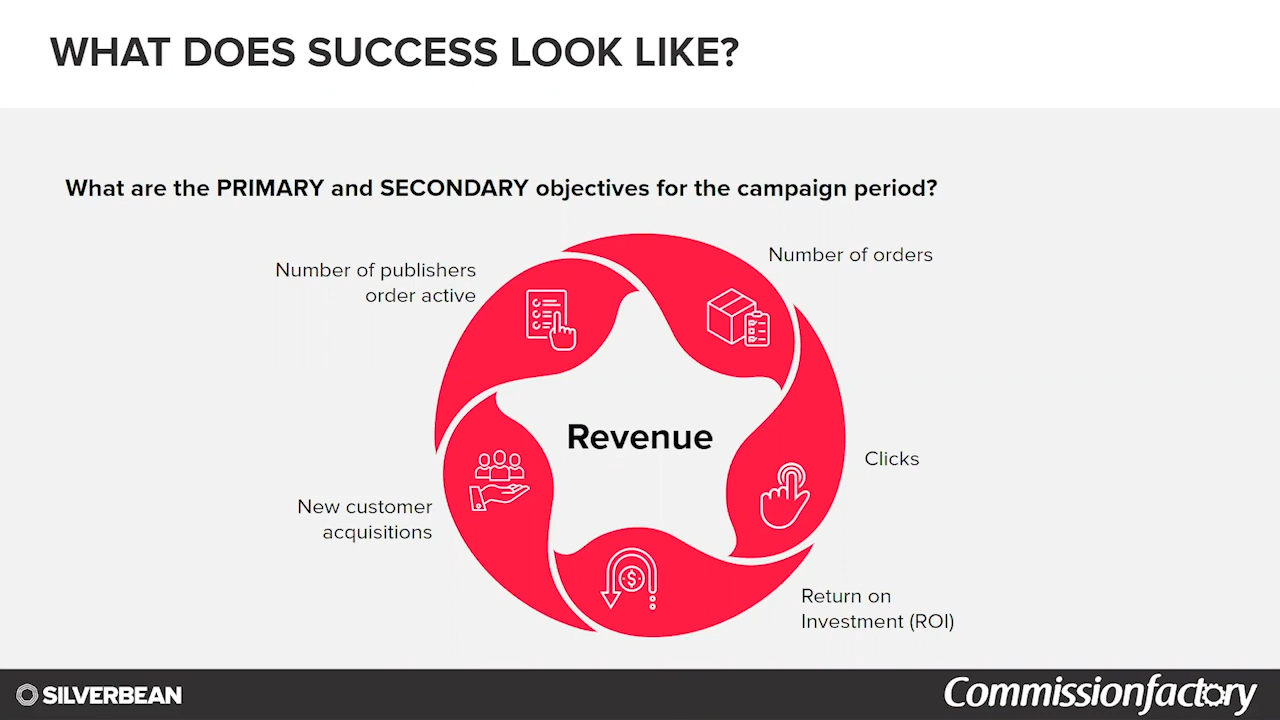 WHAT DOES SUCCESS LOOK LIKE?
What are the PRIMARY and SECONDARY objectives for the campaign period?
Number of publishers
order active
Number of orders
Revenue
Clicks
New customer
acquisitions
Return on
Investment (ROI)
SILVERBEAN
Commissionfactory